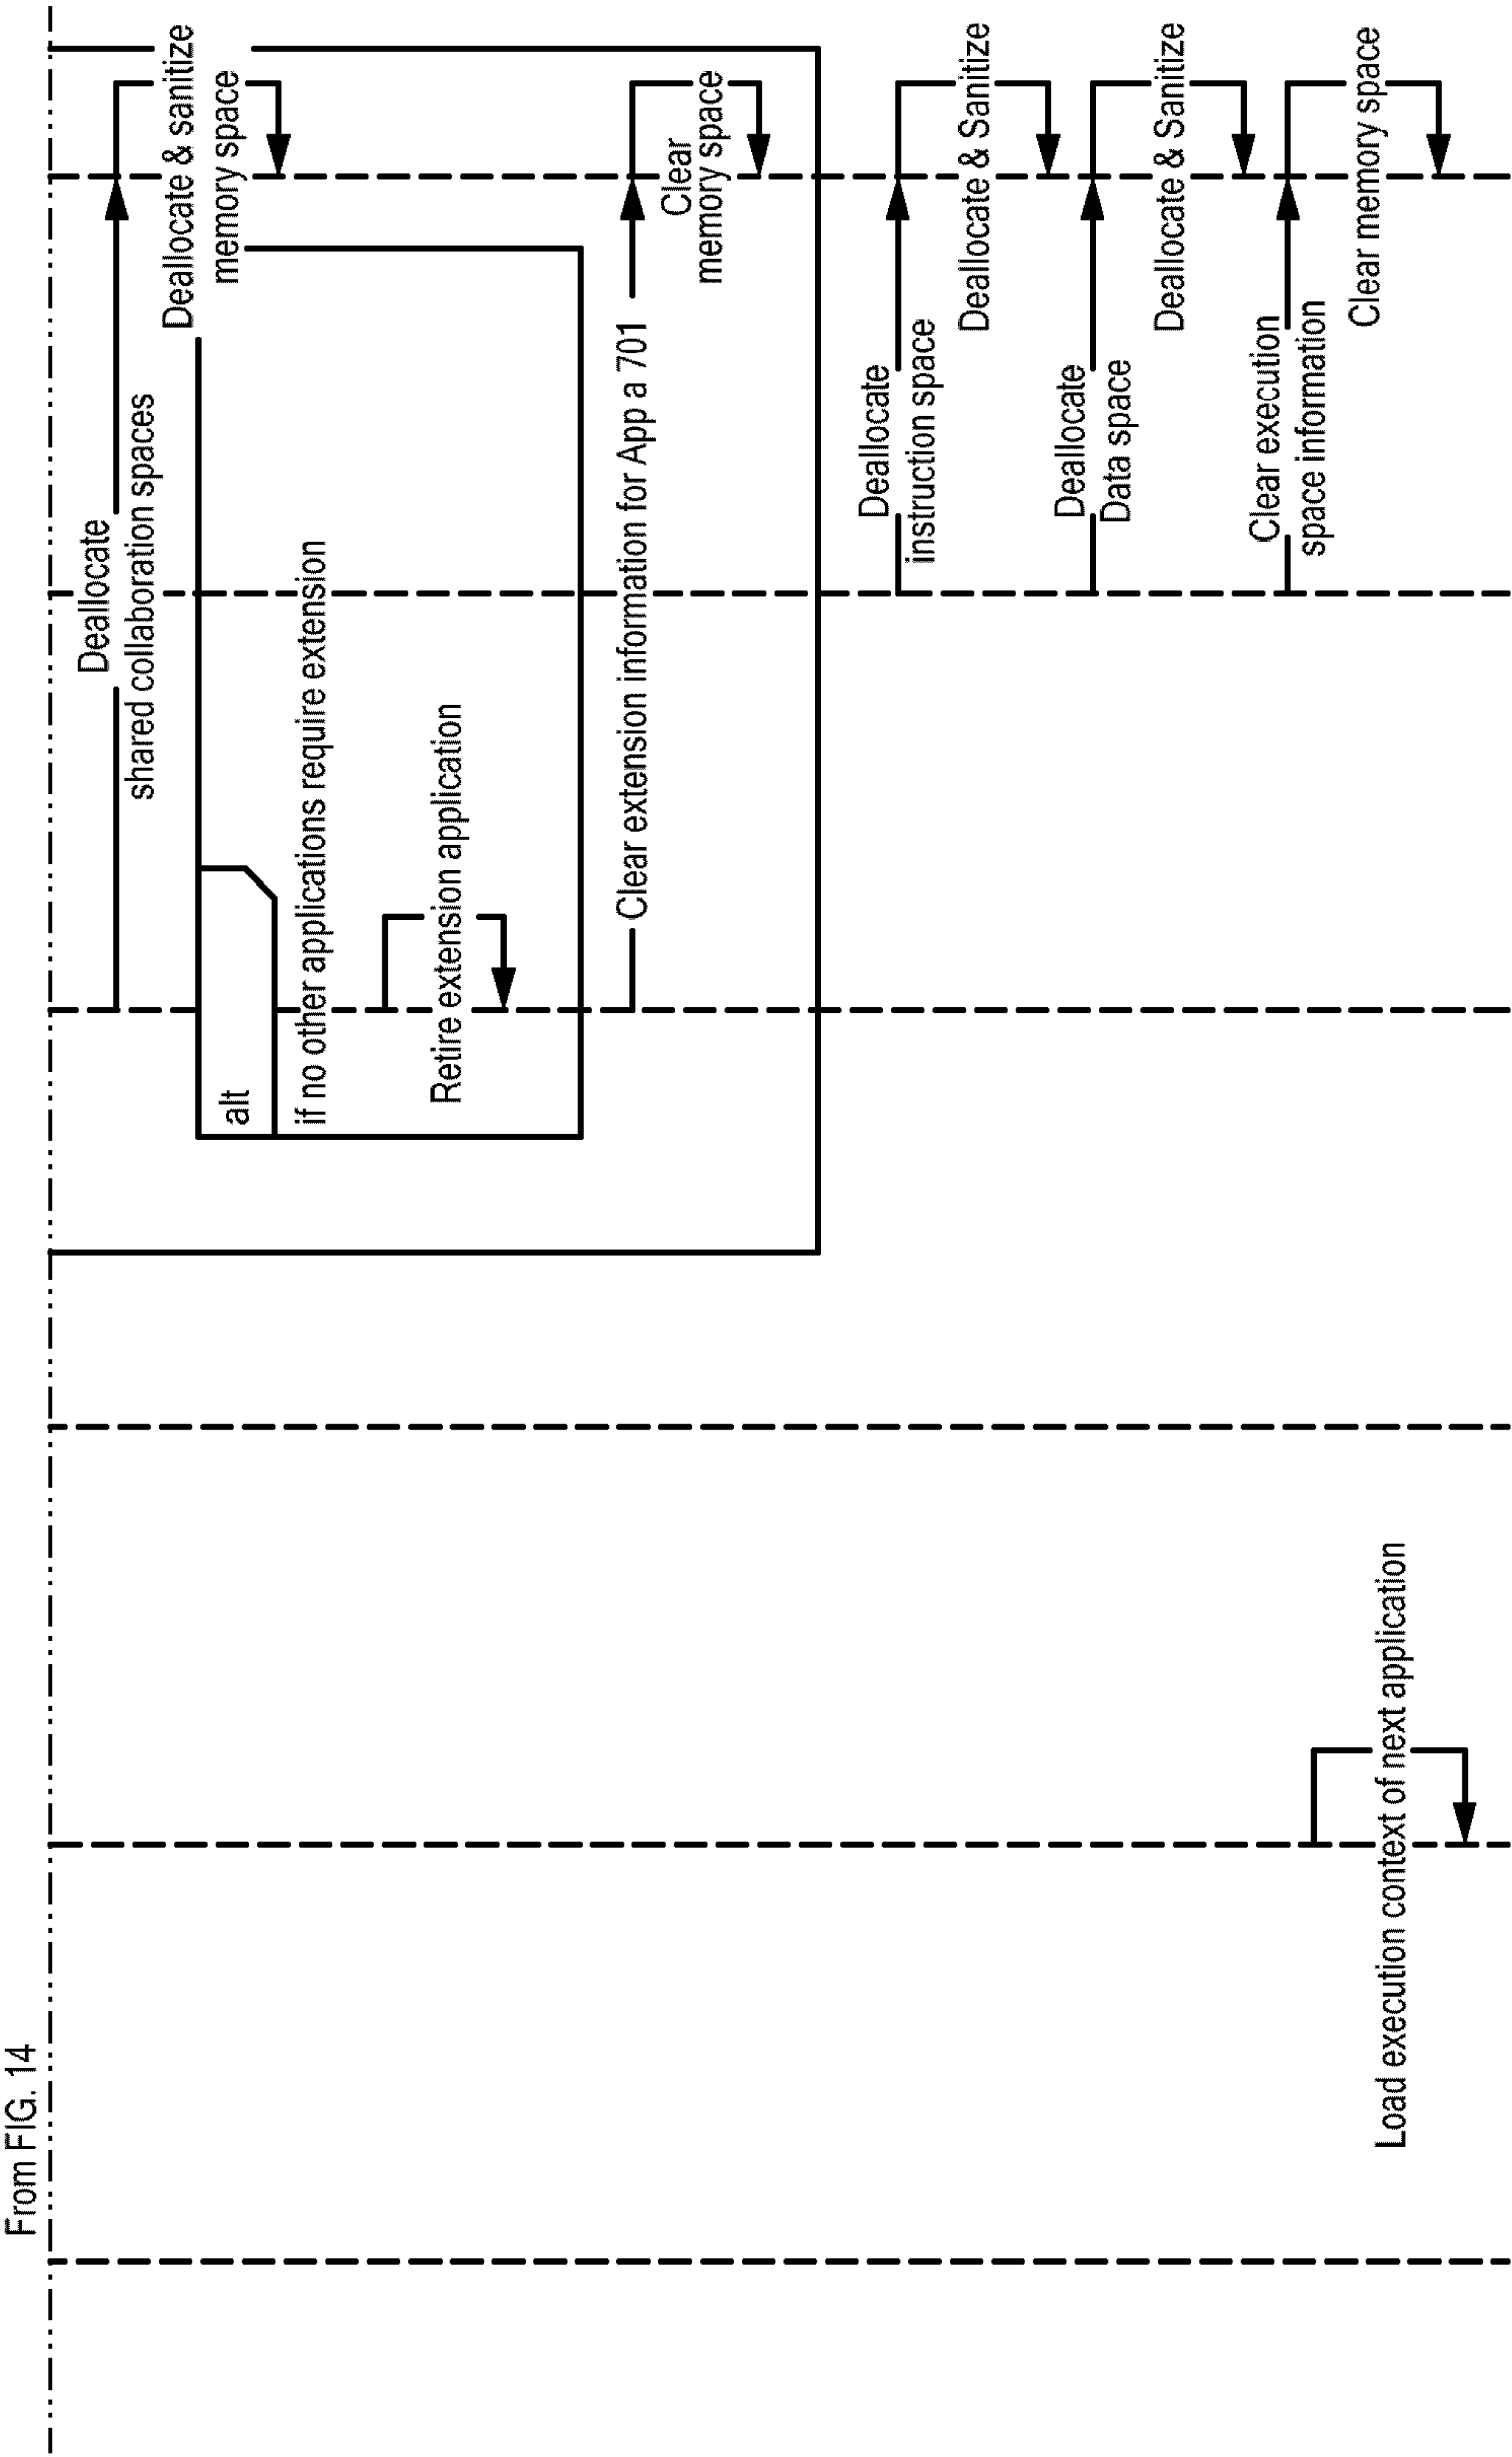 From FIG. 14
Deallocate
shared collaboration spaces
Deallocate & sanitize
memory space
alt
if no other applications require extension
Retire extension application
Clear extension information for App a 701
Clear
memory space
Deallocate
instruction space
Deallocate & Sanitize
Deallocate
Data space
Deallocate & Sanitize
Clear execution
space information
Clear memory space
Load execution context of next application